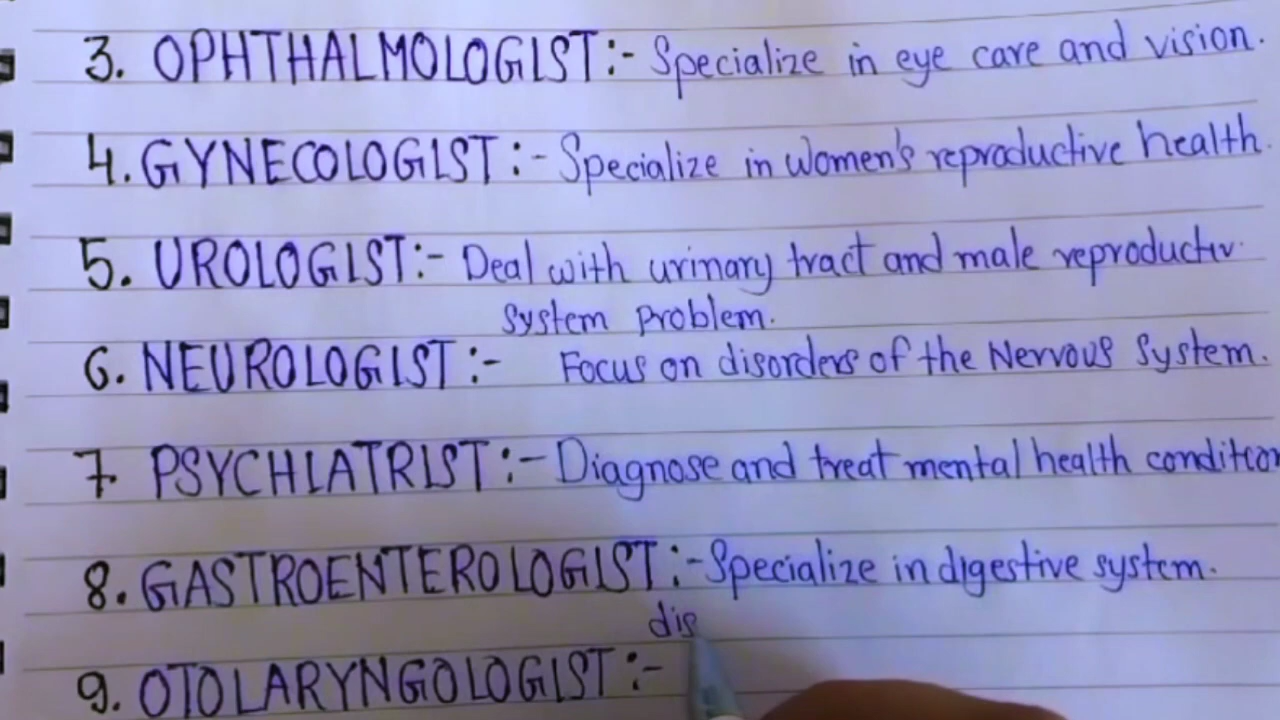 3. OPHTHALMOLOGIST:- Specialize in eye care and vision.
4. GYNECOLOGIST:- Specialize in women's reproductive health.
5. UROLOGIST:- Deal with urinary tract and male reproductiv
system problem.
6. NEUROLOGIST:- Focus on disorders of the Nervous System.
7. PSYCHIATRIST:- Diagnose and treat mental health condition
8. GASTROENTEROLOGIST:- Specialize in digestive system.
dis
9. OTOLARYNGOLOGIST:-